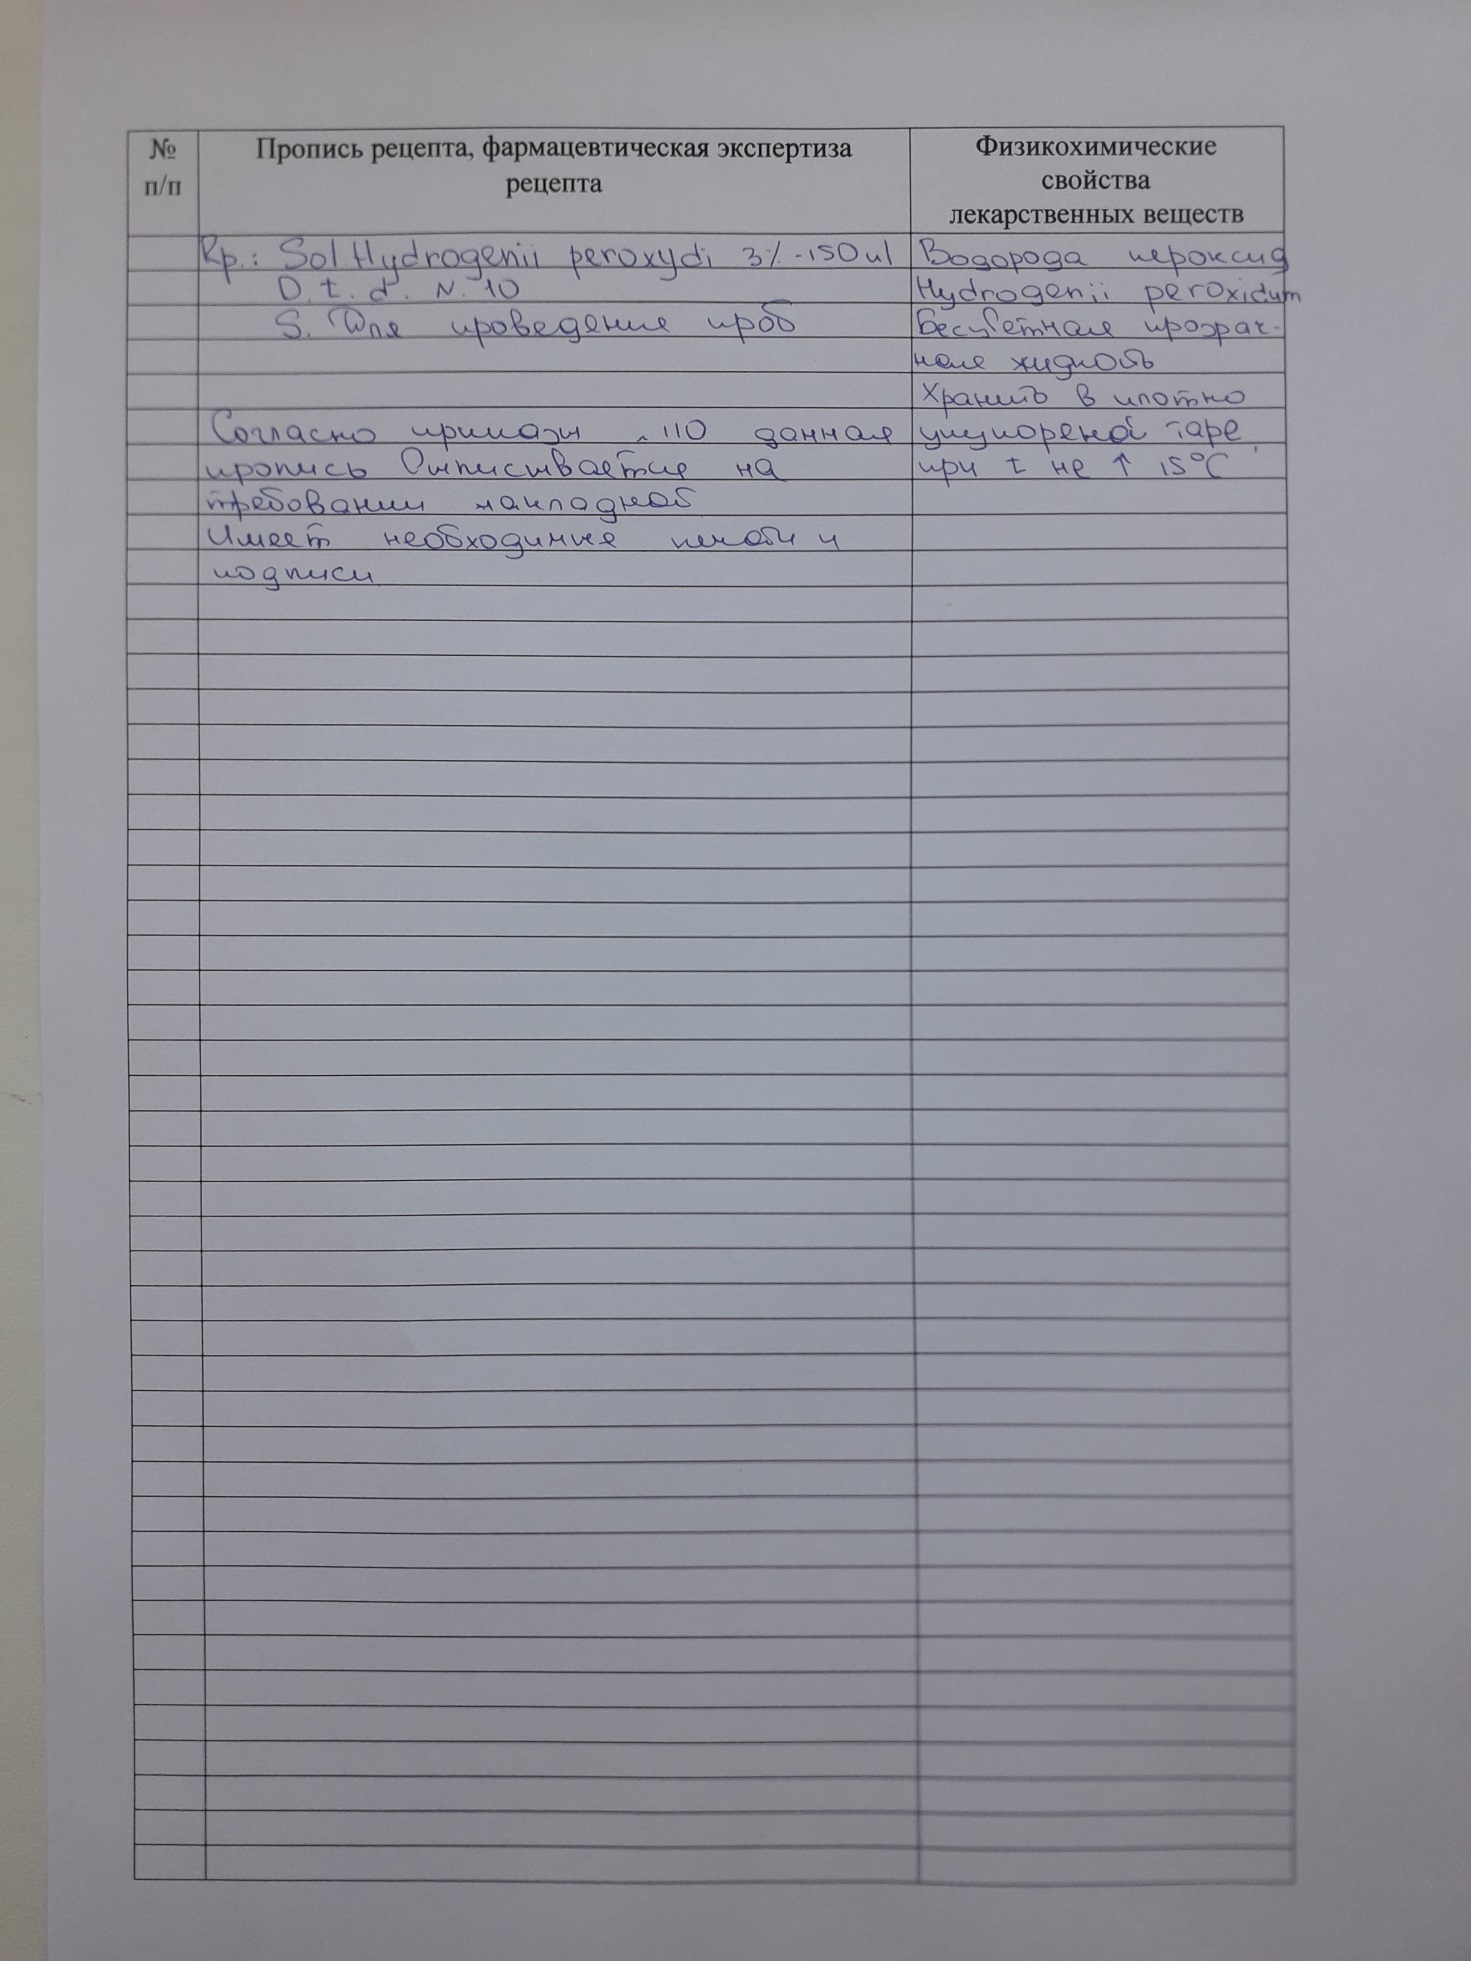 № п/п
Пропись рецепта, фармацевтическая экспертиза рецепта
Физикохимические свойства лекарственных веществ
Rp.: Sol Hydrogenii peroxydi 3% - 150 ml
D. t. d. N. 10
S. Для проведение проб
Согласно приказу №110 данная
пропись Отписывается на
требовании накладной
Имеет необходимые печати и
подписи
Водорода пероксид
Hydrogenii peroxidum
Бесцветная прозрач-
ная жидкость
Хранить в плотно
укупореной таре,
при t не ↑ 15°C